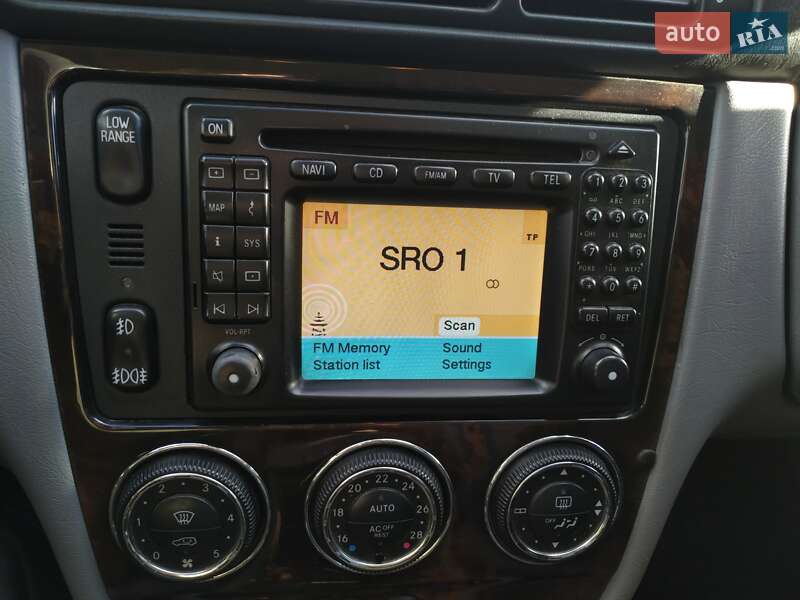 auto RIA.com
LOW RANGE
ON
NAVI CD FM/AM TV TEL
+ −
MAP
i SYS
VOL·RPT
1 2 3
ABC DEF
4 5 6
GHI JKL MNO
7 8 9
PQRS TUV WXYZ
* 0 #
DEL RET
FM
TP
SRO 1
Scan
FM Memory Sound
Station list Settings
0 1 2 3 4 5
16 18 20 22 24 26 28
AUTO
AC OFF
REST
OFF